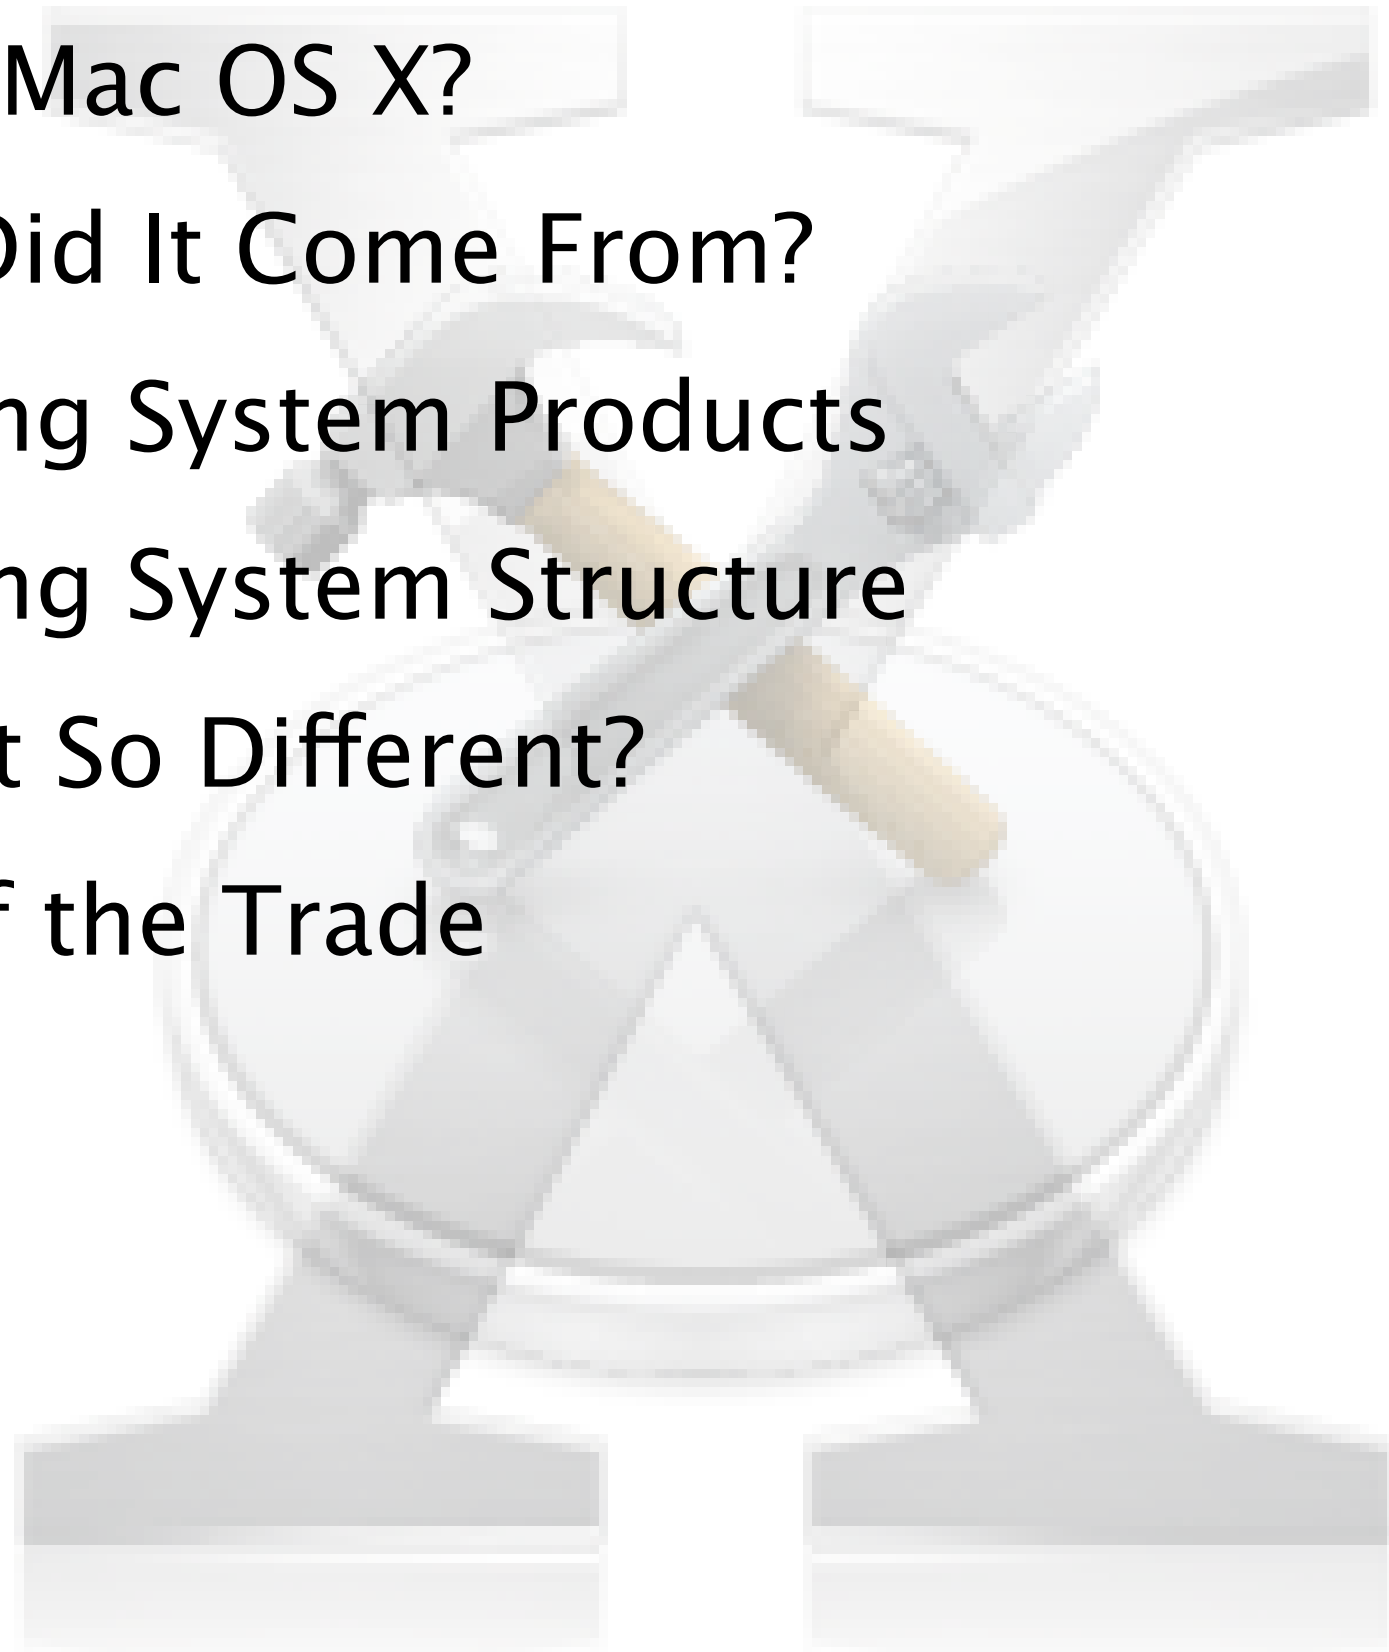 Mac OS X?
Did It Come From?
ng System Products
ng System Structure
t So Different?
f the Trade